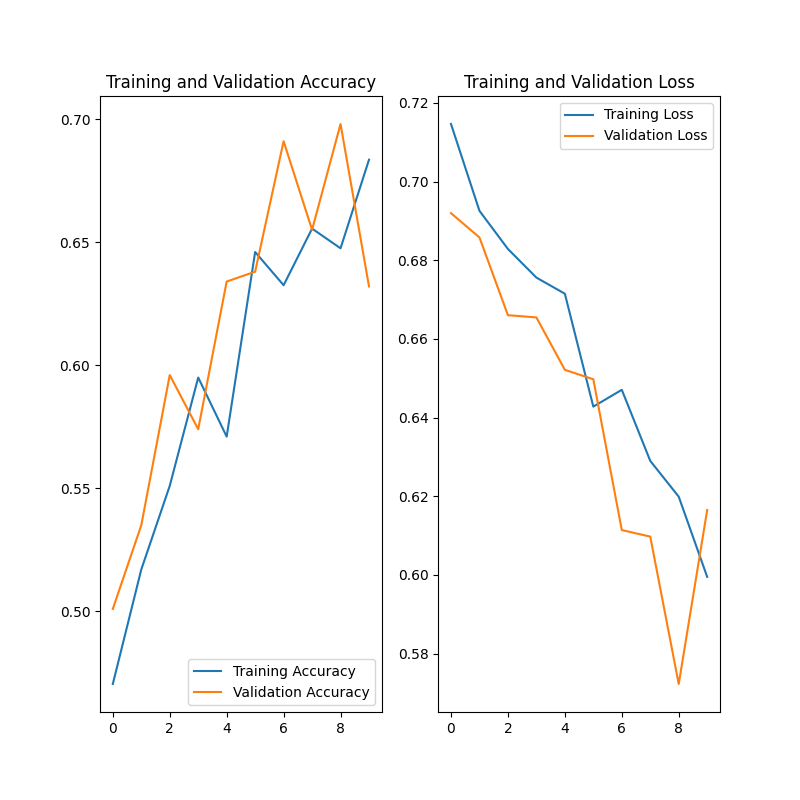 Training and Validation Accuracy
0.70
0.65
0.60
0.55
0.50
0 2 4 6 8
Training Accuracy
Validation Accuracy
Training and Validation Loss
0.72
0.70
0.68
0.66
0.64
0.62
0.60
0.58
0 2 4 6 8
Training Loss
Validation Loss